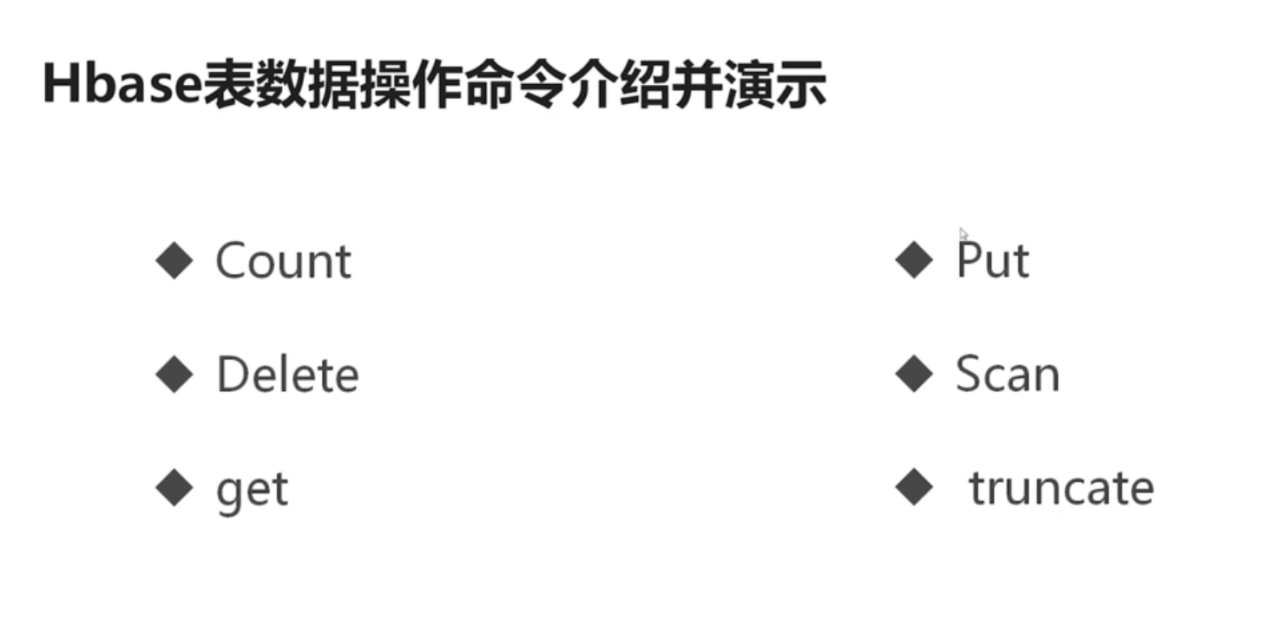 Hbase表数据操作命令介绍并演示
◆ Count
◆ Delete
◆ get
◆ Put
◆ Scan
◆ truncate